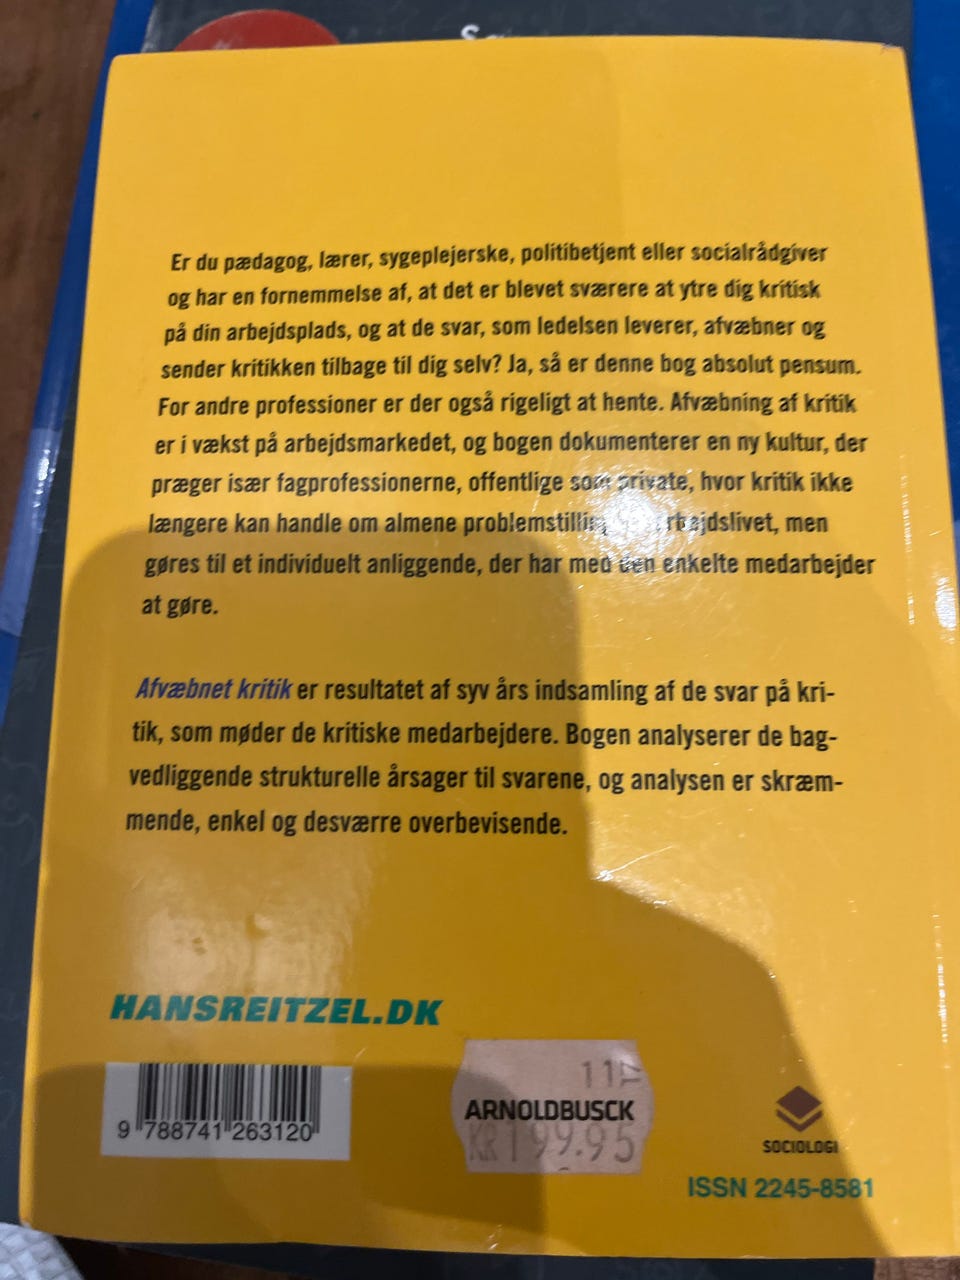 Er du pædagog, lærer, sygeplejerske, politibetjent eller socialrådgiver
og har en fornemmelse af, at det er blevet sværere at ytre dig kritisk
på din arbejdsplads, og at de svar, som ledelsen leverer, afvæbner og
sender kritikken tilbage til dig selv? Ja, så er denne bog absolut pensum.
For andre professioner er der også rigeligt at hente. Afvæbning af kritik
er i vækst på arbejdsmarkedet, og bogen dokumenterer en ny kultur, der
præger især fagprofessionerne, offentlige som private, hvor kritik ikke
længere kan handle om almene men
gøres til et individuelt anliggende, der har med den enkelte medarbejder
at gøre.
Afvæbnet kritik er resultatet af syv års indsamling af de svar på kri-
tik, som møder de kritiske medarbejdere. Bogen analyserer de bag-
vedliggende strukturelle årsager til svarene, og analysen er skræm-
mende, enkel og desværre overbevisende.
HANSREITZEL.DK
9 788741 263120
ARNOLDBUSCK
KR 199.95
SOCIOLOGI
ISSN 2245-8581